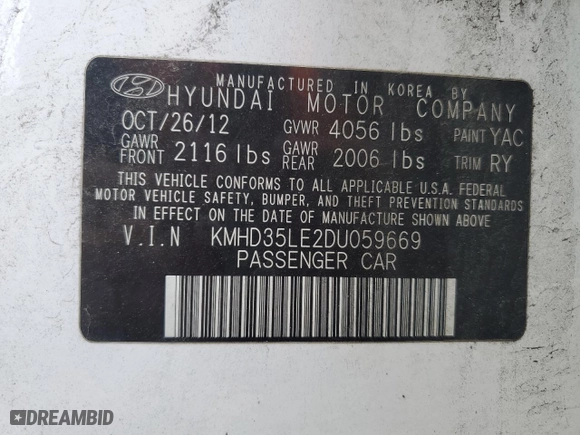 MANUFACTURED IN KOREA BY
HYUNDAI MOTOR COMPANY
OCT/26/12 GVWR 4056 lbs PAINT YAC
GAWR FRONT 2116 lbs GAWR REAR 2006 lbs TRIM RY
THIS VEHICLE CONFORMS TO ALL APPLICABLE U.S.A. FEDERAL
MOTOR VEHICLE SAFETY, BUMPER, AND THEFT PREVENTION STANDARDS
IN EFFECT ON THE DATE OF MANUFACTURE SHOWN ABOVE
V.I.N KMHD35LE2DU059669
PASSENGER CAR
DREAMBID